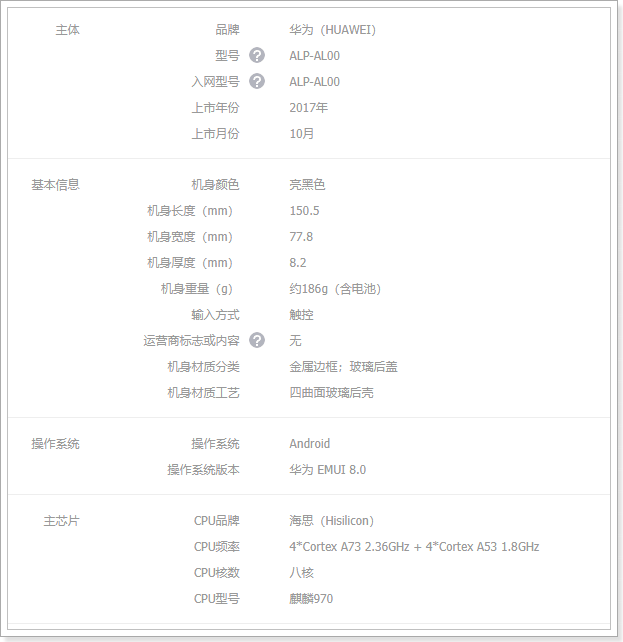 主体 品牌 华为（HUAWEI）
型号 ? ALP-AL00
入网型号 ? ALP-AL00
上市年份 2017年
上市月份 10月
基本信息 机身颜色 亮黑色
机身长度（mm） 150.5
机身宽度（mm） 77.8
机身厚度（mm） 8.2
机身重量（g） 约186g（含电池）
输入方式 触控
运营商标志或内容 ? 无
机身材质分类 金属边框；玻璃后盖
机身材质工艺 四曲面玻璃后壳
操作系统 操作系统 Android
操作系统版本 华为 EMUI 8.0
主芯片 CPU品牌 海思（Hisilicon）
CPU频率 4*Cortex A73 2.36GHz + 4*Cortex A53 1.8GHz
CPU核数 八核
CPU型号 麒麟970